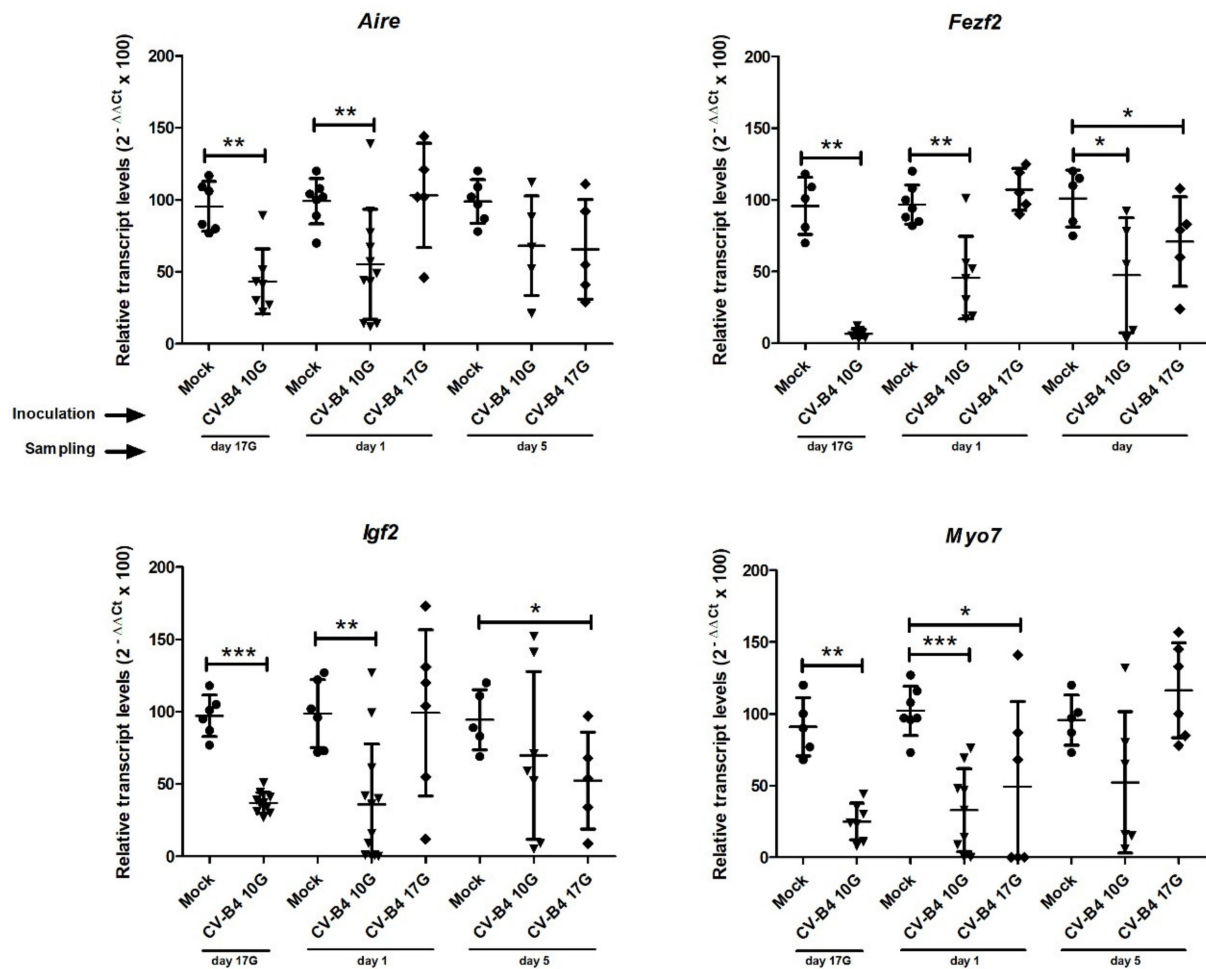 Aire
Relative transcript levels (2^-ΔΔCt x 100)
200
150
100
50
0
** **
Mock CV-B4 10G Mock CV-B4 10G CV-B4 17G Mock CV-B4 10G CV-B4 17G
Inoculation
Sampling
day 17G day 1 day 5
Fezf2
Relative transcript levels (2^-ΔΔCt x 100)
200
150
100
50
0
** ** * *
Mock CV-B4 10G Mock CV-B4 10G CV-B4 17G Mock CV-B4 10G CV-B4 17G
day 17G day 1 day
Igf2
Relative transcript levels (2^-ΔΔCt x 100)
200
150
100
50
0
*** ** *
Mock CV-B4 10G Mock CV-B4 10G CV-B4 17G Mock CV-B4 10G CV-B4 17G
day 17G day 1 day 5
Myo7
Relative transcript levels (2^-ΔΔCt x 100)
200
150
100
50
0
** *** *
Mock CV-B4 10G Mock CV-B4 10G CV-B4 17G Mock CV-B4 10G CV-B4 17G
day 17G day 1 day 5